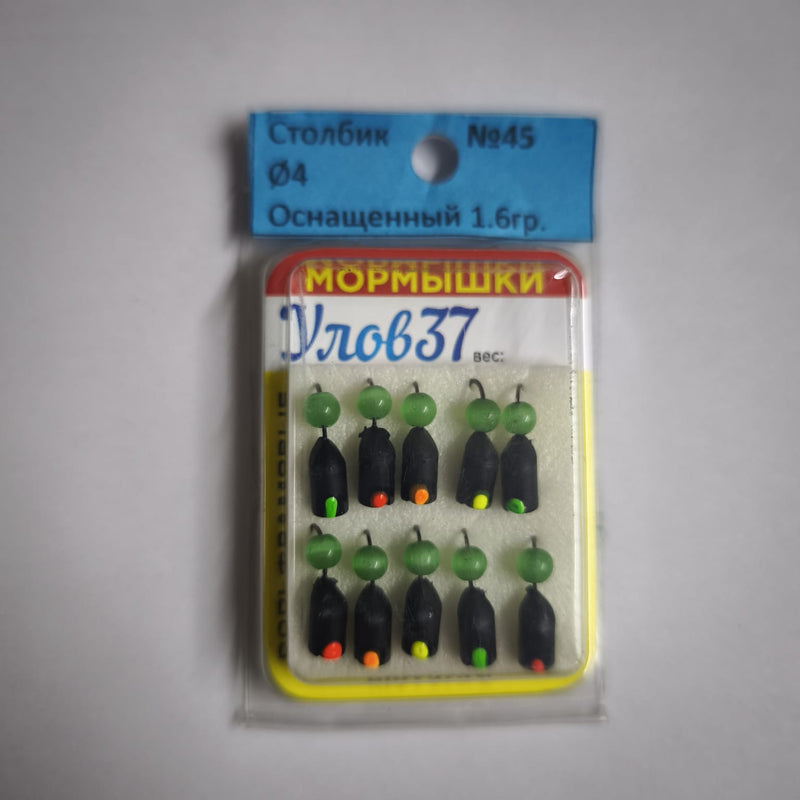 Столбик №45
Ø4
Оснащенный 1.6гр.
МОРМЫШКИ
Улов37
вес: